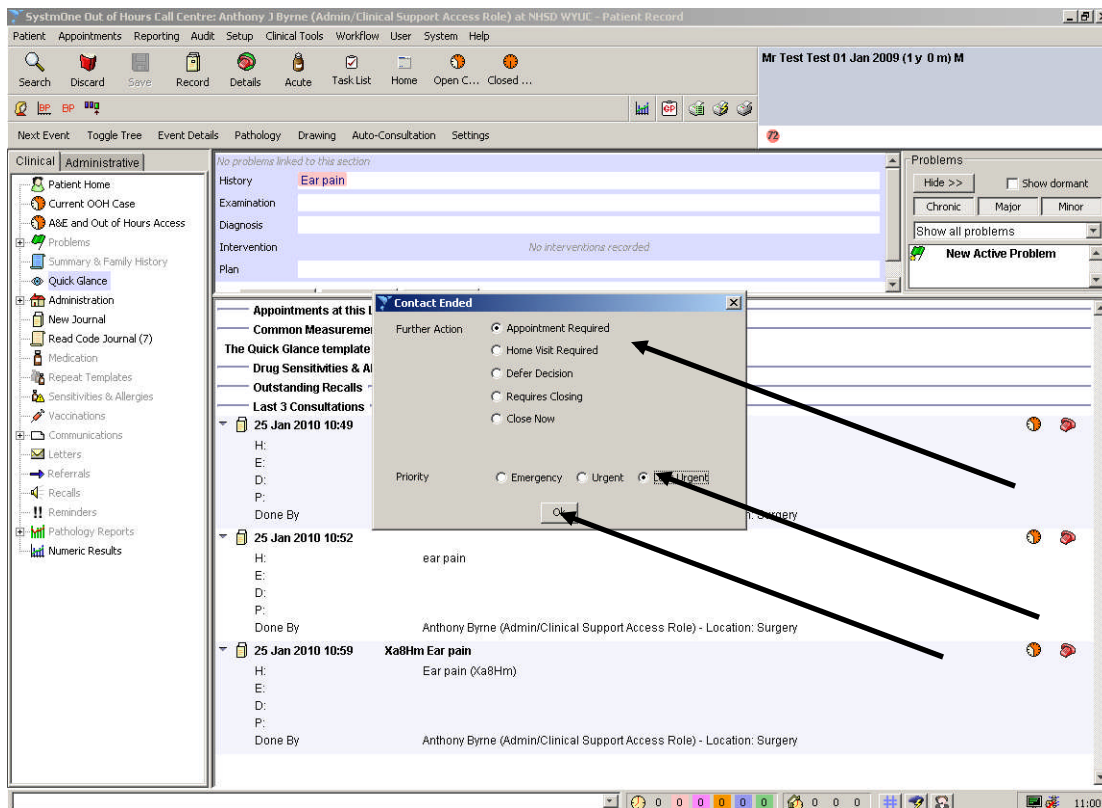 SystmOne Out of Hours Call Centre: Anthony J Byrne (Admin/Clinical Support Access Role) at NHSD WYUC - Patient Record
Patient Appointments Reporting Audit Setup Clinical Tools Workflow User System Help
Search Discard Save Record Details Acute Task List Home Open C... Closed ...
Mr Test Test 01 Jan 2009 (1 y 0 m) M
BP BP GP
Next Event Toggle Tree Event Details Pathology Drawing Auto-Consultation Settings
72
Clinical Administrative
Patient Home
Current OOH Case
A&E and Out of Hours Access
Problems
Summary & Family History
Quick Glance
Administration
New Journal
Read Code Journal (7)
Medication
Repeat Templates
Sensitivities & Allergies
Vaccinations
Communications
Letters
Referrals
Recalls
Reminders
Pathology Reports
Numeric Results
No problems linked to this section
History Ear pain
Examination
Diagnosis
Intervention No interventions recorded
Plan
Problems
Hide >> Show dormant
Chronic Major Minor
Show all problems
New Active Problem
Contact Ended
Further Action Appointment Required
Home Visit Required
Defer Decision
Requires Closing
Close Now
Priority Emergency Urgent Urgent
Ok
Appointments at this
Common
The Quick Glance template
Drug Sensitivities &
Outstanding Recalls
Last 3 Consultations
25 Jan 2010 10:49
H:
E:
D:
P:
Done By Surgery
25 Jan 2010 10:52
H: ear pain
E:
D:
P:
Done By Anthony Byrne (Admin/Clinical Support Access Role) - Location: Surgery
25 Jan 2010 10:59 Xa8Hm Ear pain
H: Ear pain (Xa8Hm)
E:
D:
P:
Done By Anthony Byrne (Admin/Clinical Support Access Role) - Location: Surgery
0 0 0 0 0 0 0 0 0 11:00